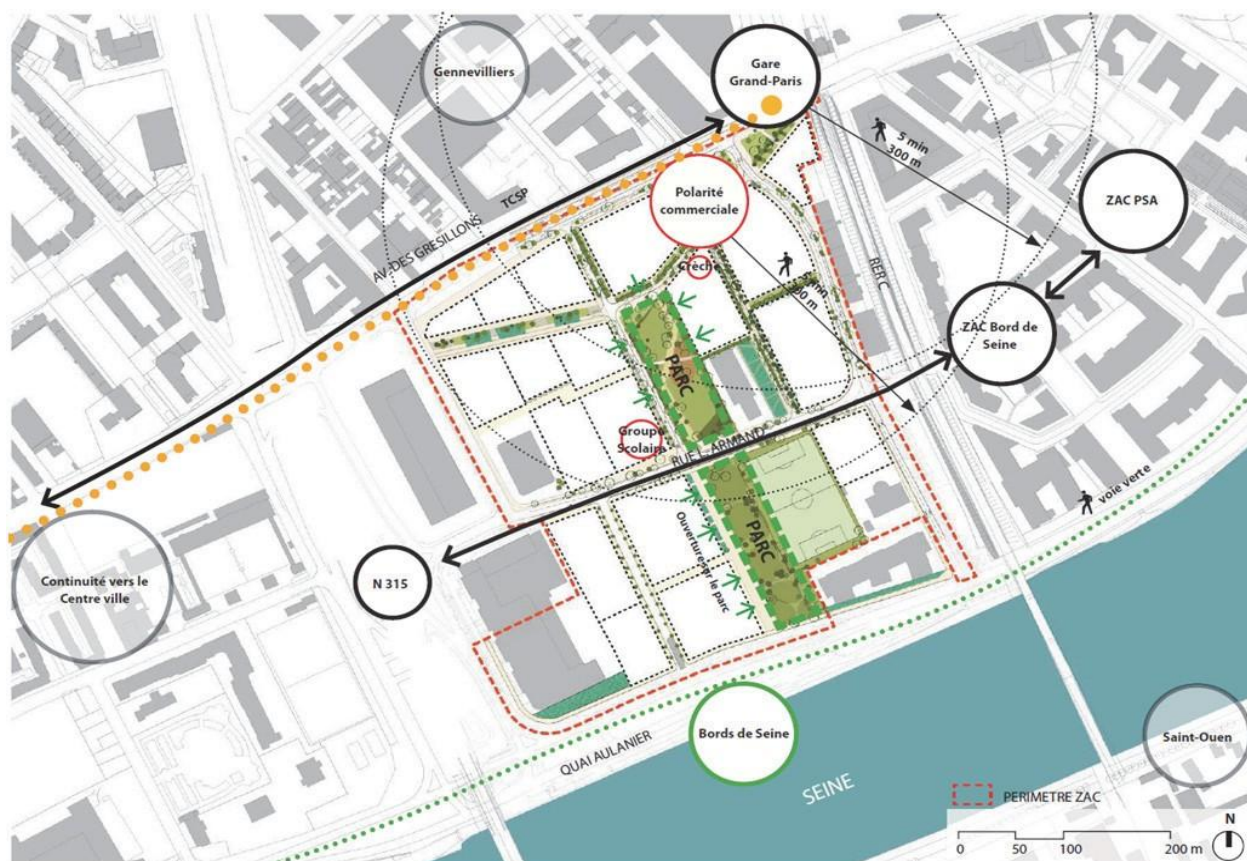 Gennevilliers
Gare
Grand-Paris
5 min
300 m
TCSP
AV. DES GRESILLONS
Polarité
commerciale
ZAC PSA
Crèche
RER C
ZAC Bord de
Seine
PARC
Groupe
Scolaire
RUE L. ARMAND
voie verte
PARC
Ouverture sur le parc
Continuité vers le
Centre ville
N 315
Bords de Seine
QUAI AULANIER
Saint-Ouen
SEINE
PERIMETRE ZAC
N
0 50 100 200 m